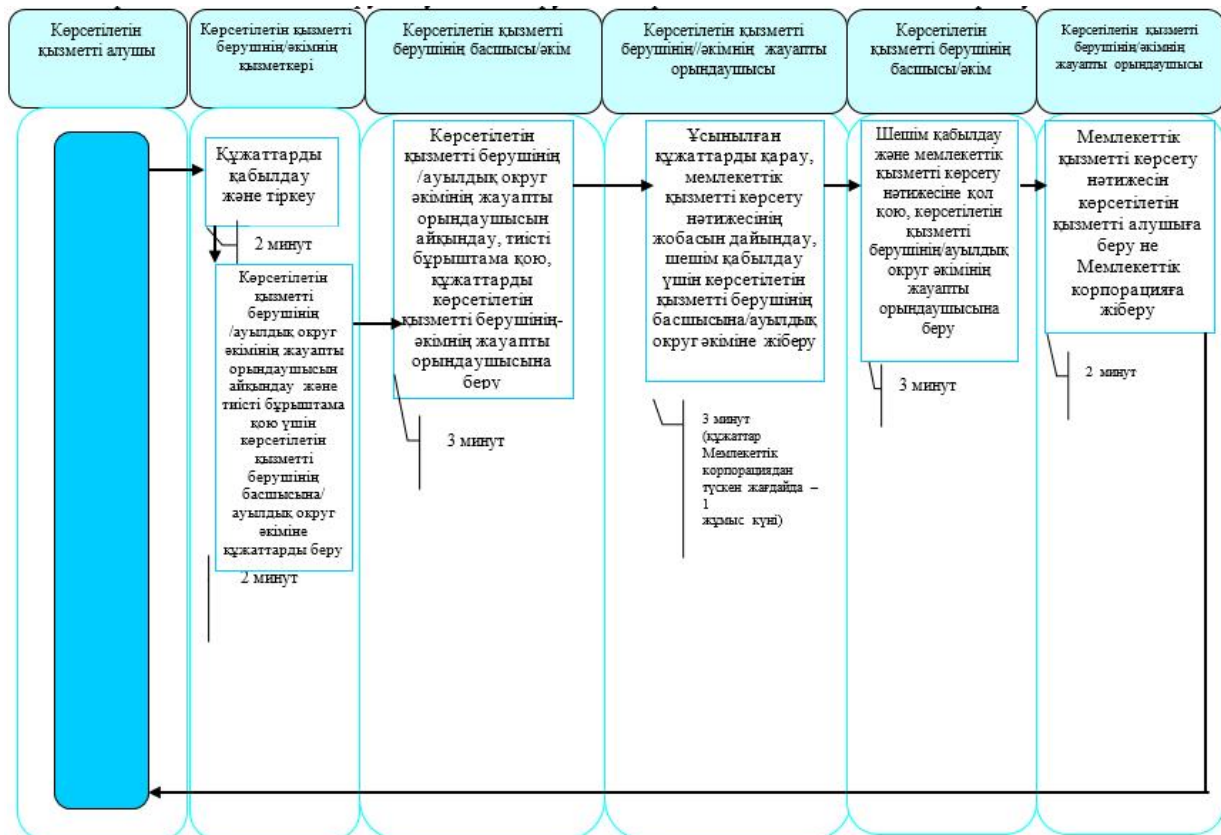 Көрсетілетін
қызметті алушы
Көрсетілетін қызметті
берушінің/әкімнің
қызметкері
Көрсетілетін қызметті
берушінің басшысы/әкім
Көрсетілетін қызметті
берушінің//әкімнің жауапты
орындаушысы
Көрсетілетін
қызметті берушінің
басшысы/әкім
Көрсетілетін қызметті
берушінің/әкімнің
жауапты орындаушысы
Құжаттарды
қабылдау
және тіркеу
2 минут
Көрсетілетін
қызметті
берушінің
/ауылдық округ
әкімінің жауапты
орындаушысын
айқындау және
тиісті бұрыштама
қою үшін
көрсетілетін
қызметті
берушінің
басшысына/
ауылдық округ
әкіміне
құжаттарды беру
2 минут
Көрсетілетін
қызметті берушінің
/ауылдық округ
әкімінің жауапты
орындаушысын
айқындау, тиісті
бұрыштама қою,
құжаттарды
көрсетілетін
қызметті берушінің-
әкімнің жауапты
орындаушысына
беру
3 минут
Ұсынылған
құжаттарды қарау,
мемлекеттік
қызметті көрсету
нәтижесінің
жобасын дайындау,
шешім қабылдау
үшін көрсетілетін
қызметті берушінің
басшысына/ауылдық
округ әкіміне жіберу
3 минут
(құжаттар
Мемлекеттік
корпорациядан
түскен жағдайда –
1
жұмыс күні)
Шешім қабылдау
және мемлекеттік
қызметті көрсету
нәтижесіне қол
қою, көрсетілетін
қызметті
берушінің/ауылдық
округ әкімінің
жауапты
орындаушысына
беру
3 минут
Мемлекеттік
қызметті көрсету
нәтижесін
көрсетілетін
қызметті алушыға
беру не
Мемлекеттік
корпорацияға
жіберу
2 минут